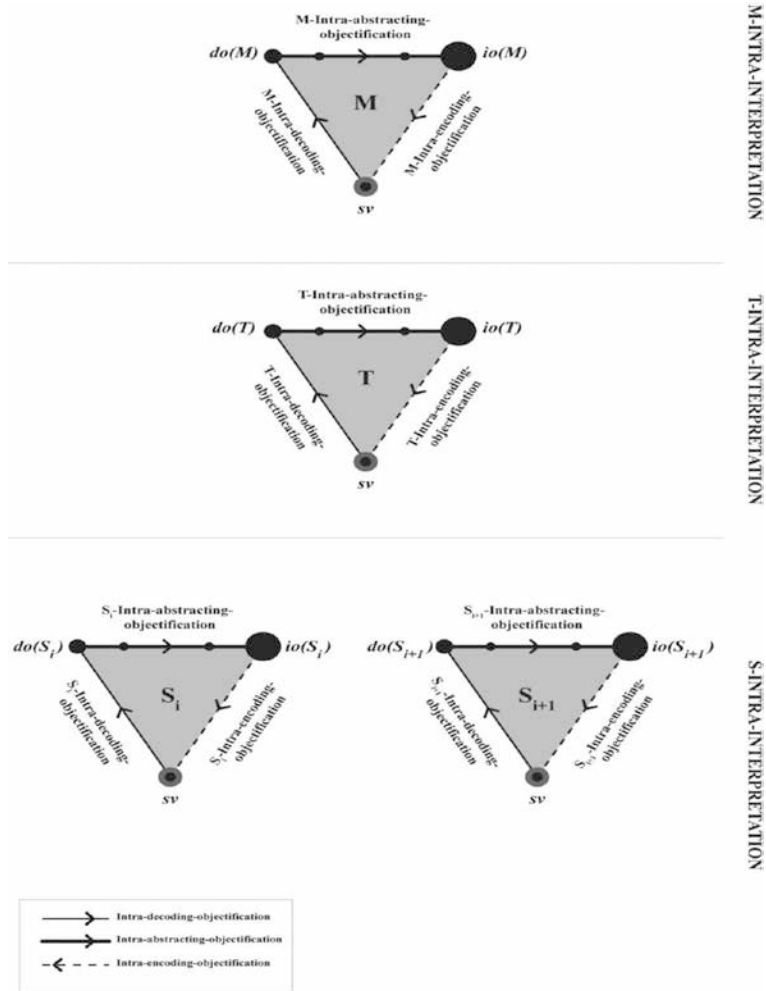 M-Intra-abstracting-
objectification
do(M)
io(M)
M
M-Intra-decoding-
objectification
M-Intra-encoding-
objectification
sv
M-INTRA-INTERPRETATION
T-Intra-abstracting-
objectification
do(T)
io(T)
T
T-Intra-decoding-
objectification
T-Intra-encoding-
objectification
sv
T-INTRA-INTERPRETATION
Si-Intra-abstracting-
objectification
do(Si)
io(Si)
Si
Si-Intra-decoding-
objectification
Si-Intra-encoding-
objectification
sv
Si+1-Intra-abstracting-
objectification
do(Si+1)
io(Si+1)
Si+1
Si+1-Intra-decoding-
objectification
Si+1-Intra-encoding-
objectification
sv
S-INTRA-INTERPRETATION
Intra-decoding-objectification
Intra-abstracting-objectification
Intra-encoding-objectification